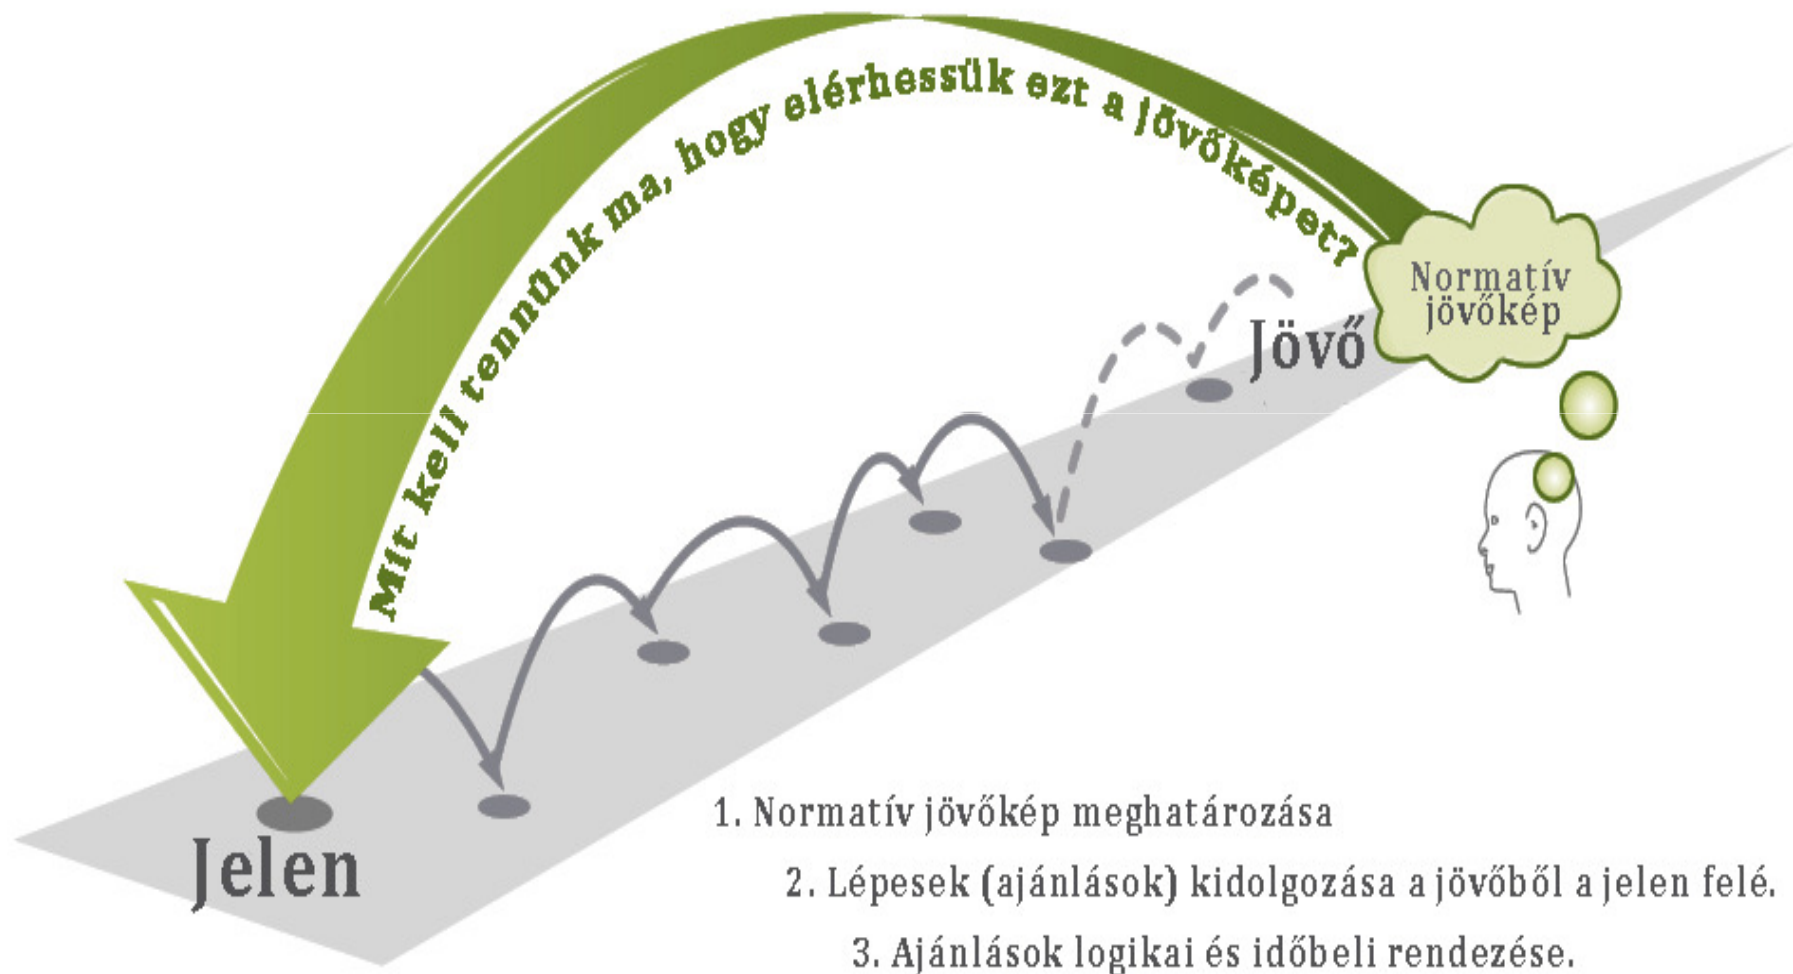 Mit kell tennünk ma, hogy elérhessük ezt a jövőképet?
Normatív
jövőkép
Jövő
Jelen
1. Normatív jövőkép meghatározása
2. Lépesek (ajánlások) kidolgozása a jövőből a jelen felé.
3. Ajánlások logikai és időbeli rendezése.